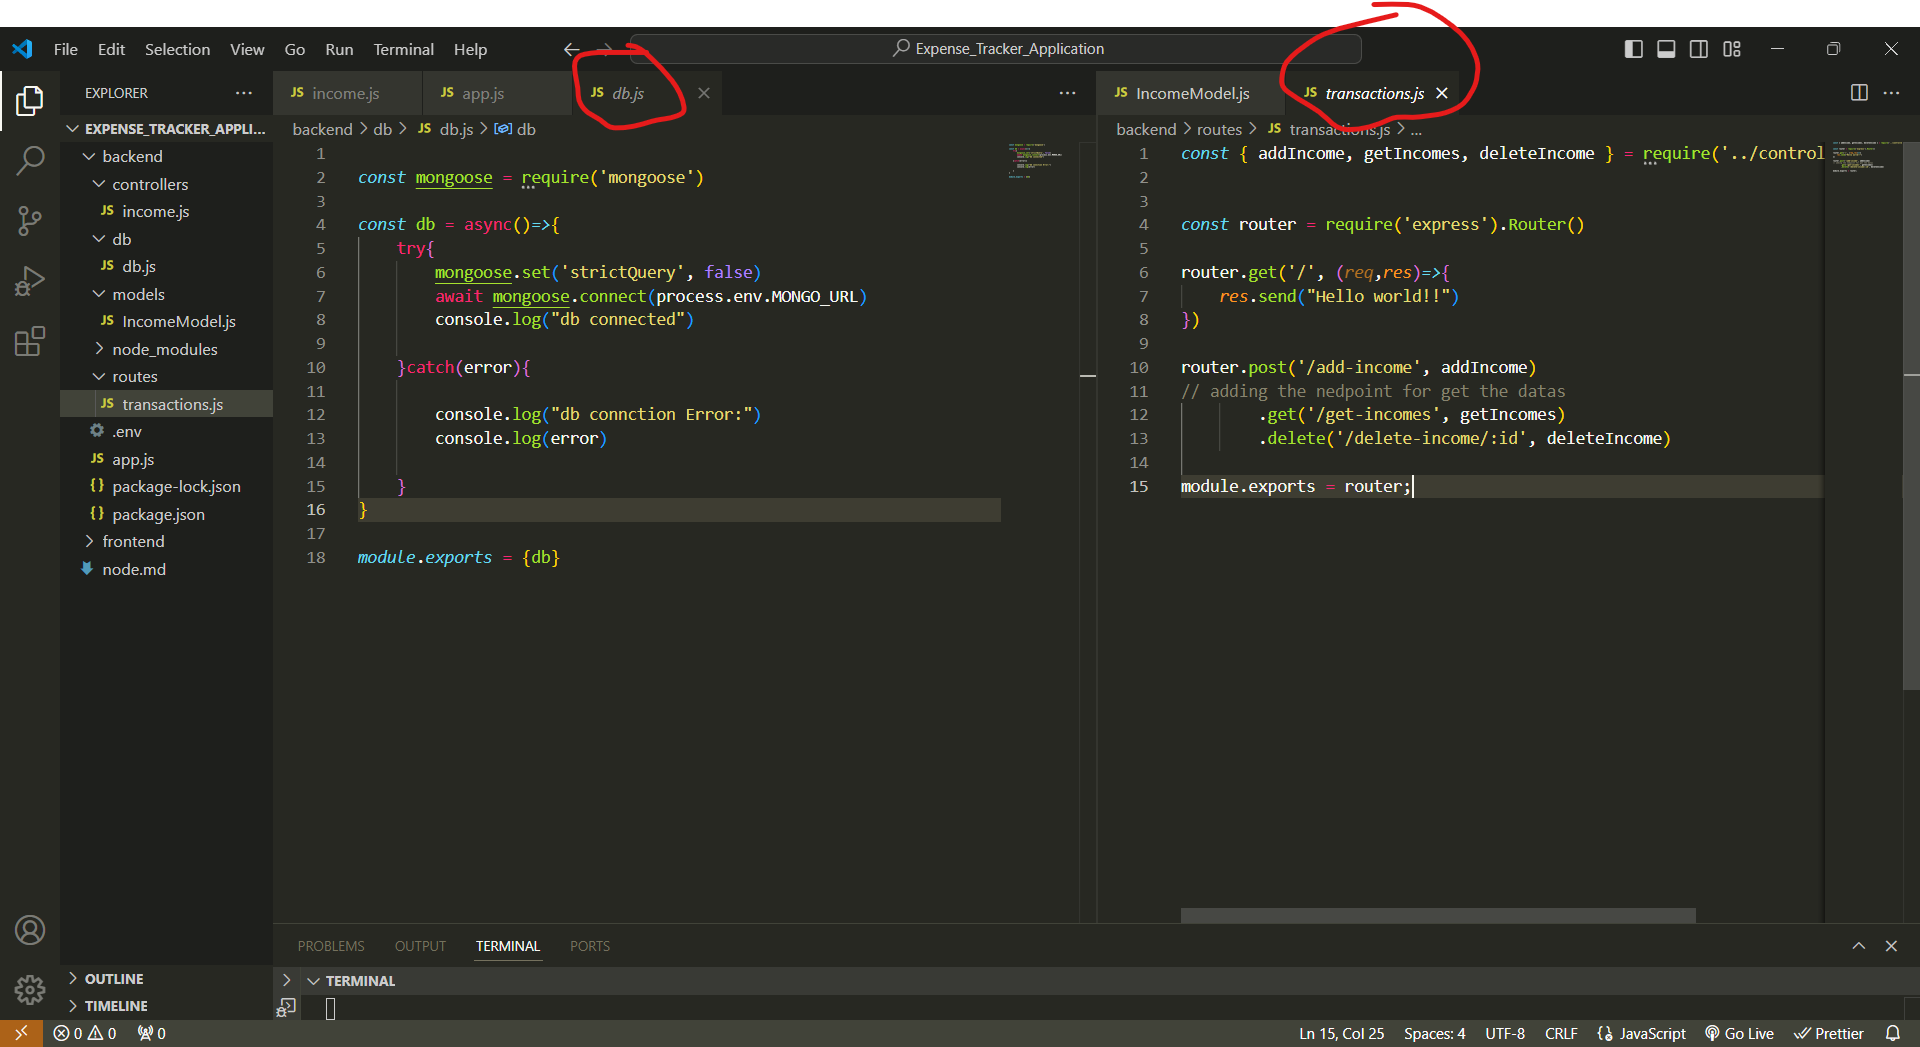 File Edit Selection View Go Run Terminal Help
Expense_Tracker_Application
EXPLORER
EXPENSE_TRACKER_APPLI...
backend
controllers
JS income.js
db
JS db.js
models
JS IncomeModel.js
node_modules
routes
JS transactions.js
.env
JS app.js
{} package-lock.json
{} package.json
frontend
node.md
OUTLINE
TIMELINE
JS income.js JS app.js JS db.js
backend > db > JS db.js > db
1
2 const mongoose = require('mongoose')
3
4 const db = async()=>{
5 try{
6 mongoose.set('strictQuery', false)
7 await mongoose.connect(process.env.MONGO_URL)
8 console.log("db connected")
9
10 }catch(error){
11
12 console.log("db connction Error:")
13 console.log(error)
14
15 }
16 }
17
18 module.exports = {db}
JS IncomeModel.js JS transactions.js
backend > routes > JS transactions.js > ...
1 const { addIncome, getIncomes, deleteIncome } = require('../control
2
3
4 const router = require('express').Router()
5
6 router.get('/', (req,res)=>{
7 res.send("Hello world!!")
8 })
9
10 router.post('/add-income', addIncome)
11 // adding the nedpoint for get the datas
12 .get('/get-incomes', getIncomes)
13 .delete('/delete-income/:id', deleteIncome)
14
15 module.exports = router;
PROBLEMS OUTPUT TERMINAL PORTS
TERMINAL
0 0 0
Ln 15, Col 25 Spaces: 4 UTF-8 CRLF {} JavaScript Go Live Prettier